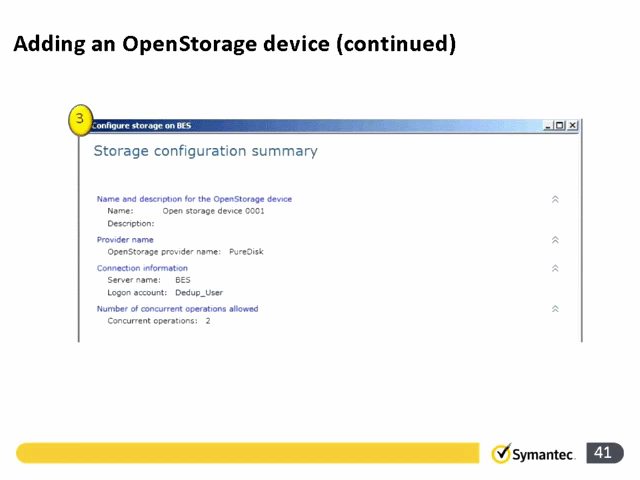 Adding an OpenStorage device (continued)
3
Configure storage on BES
Storage configuration summary
Name and description for the OpenStorage device
Name: Open storage device 0001
Description:
Provider name
OpenStorage provider name: PureDisk
Connection information
Server name: BES
Logon account: Dedup_User
Number of concurrent operations allowed
Concurrent operations: 2
Symantec.
41